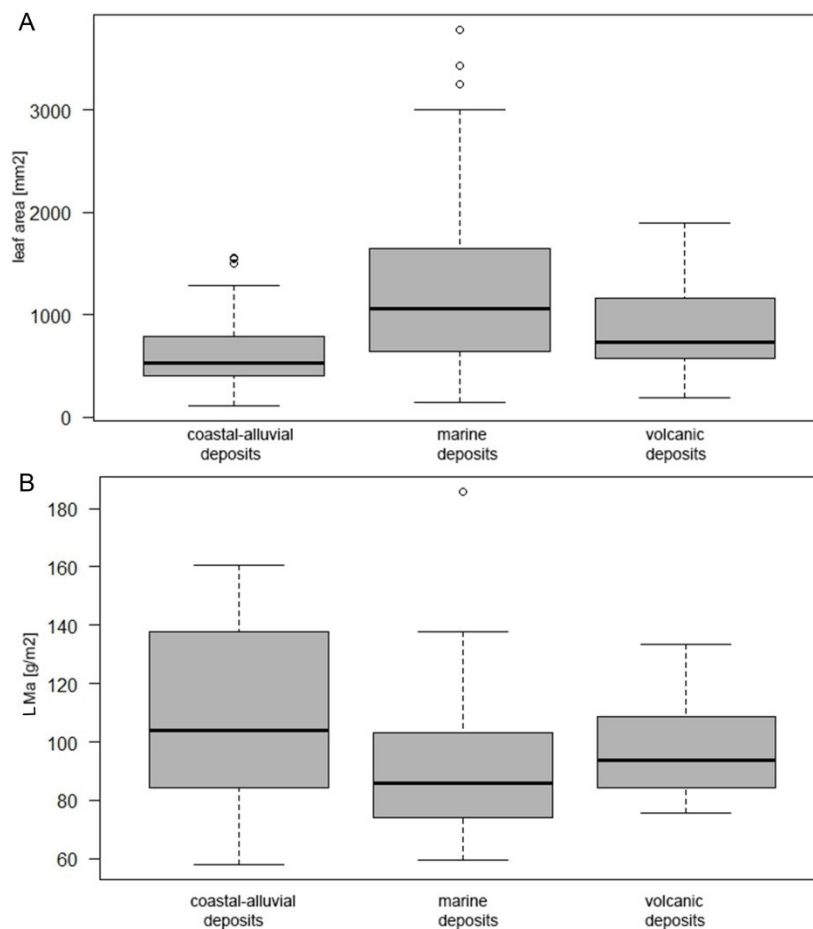 A
leaf area [mm2]
3000
2000
1000
0
coastal-alluvial
deposits
marine
deposits
volcanic
deposits
B
LMa [g/m2]
180
160
140
120
100
80
60
coastal-alluvial
deposits
marine
deposits
volcanic
deposits